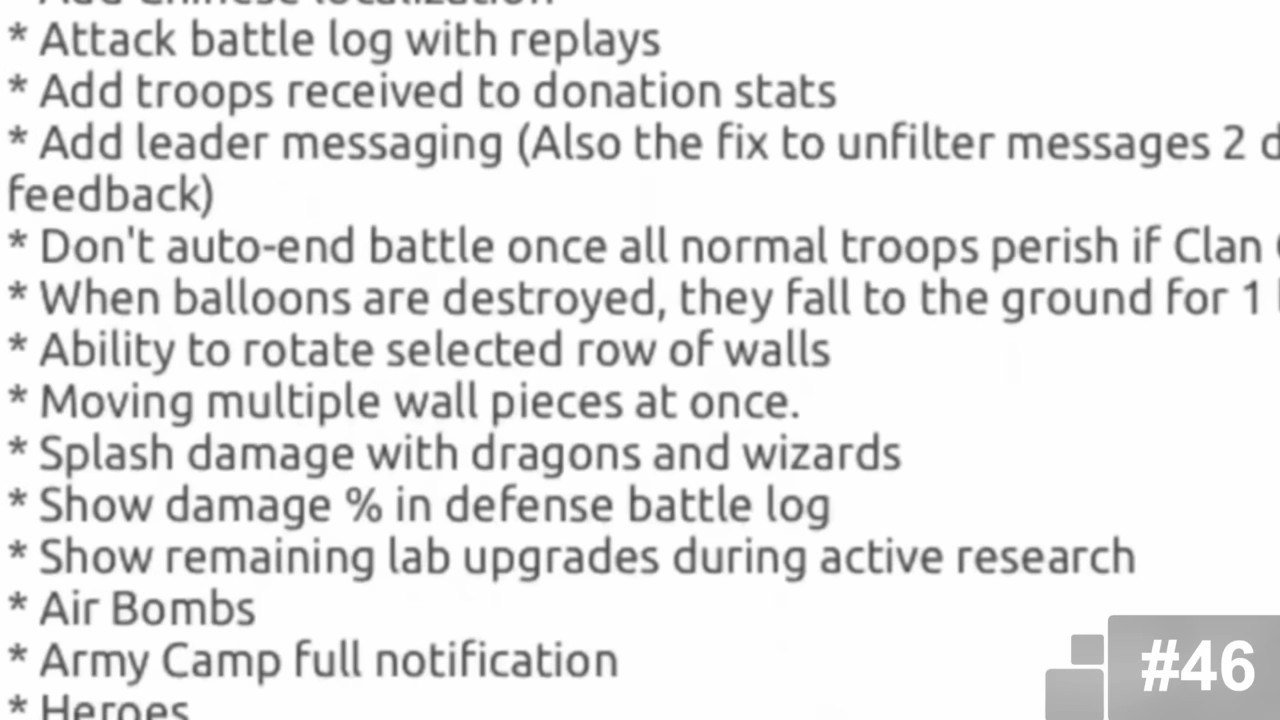 * Add Chinese localization
* Attack battle log with replays
* Add troops received to donation stats
* Add leader messaging (Also the fix to unfilter messages 2 d
feedback)
* Don't auto-end battle once all normal troops perish if Clan
* When balloons are destroyed, they fall to the ground for 1
* Ability to rotate selected row of walls
* Moving multiple wall pieces at once.
* Splash damage with dragons and wizards
* Show damage % in defense battle log
* Show remaining lab upgrades during active research
* Air Bombs
* Army Camp full notification
* Heroes
#46